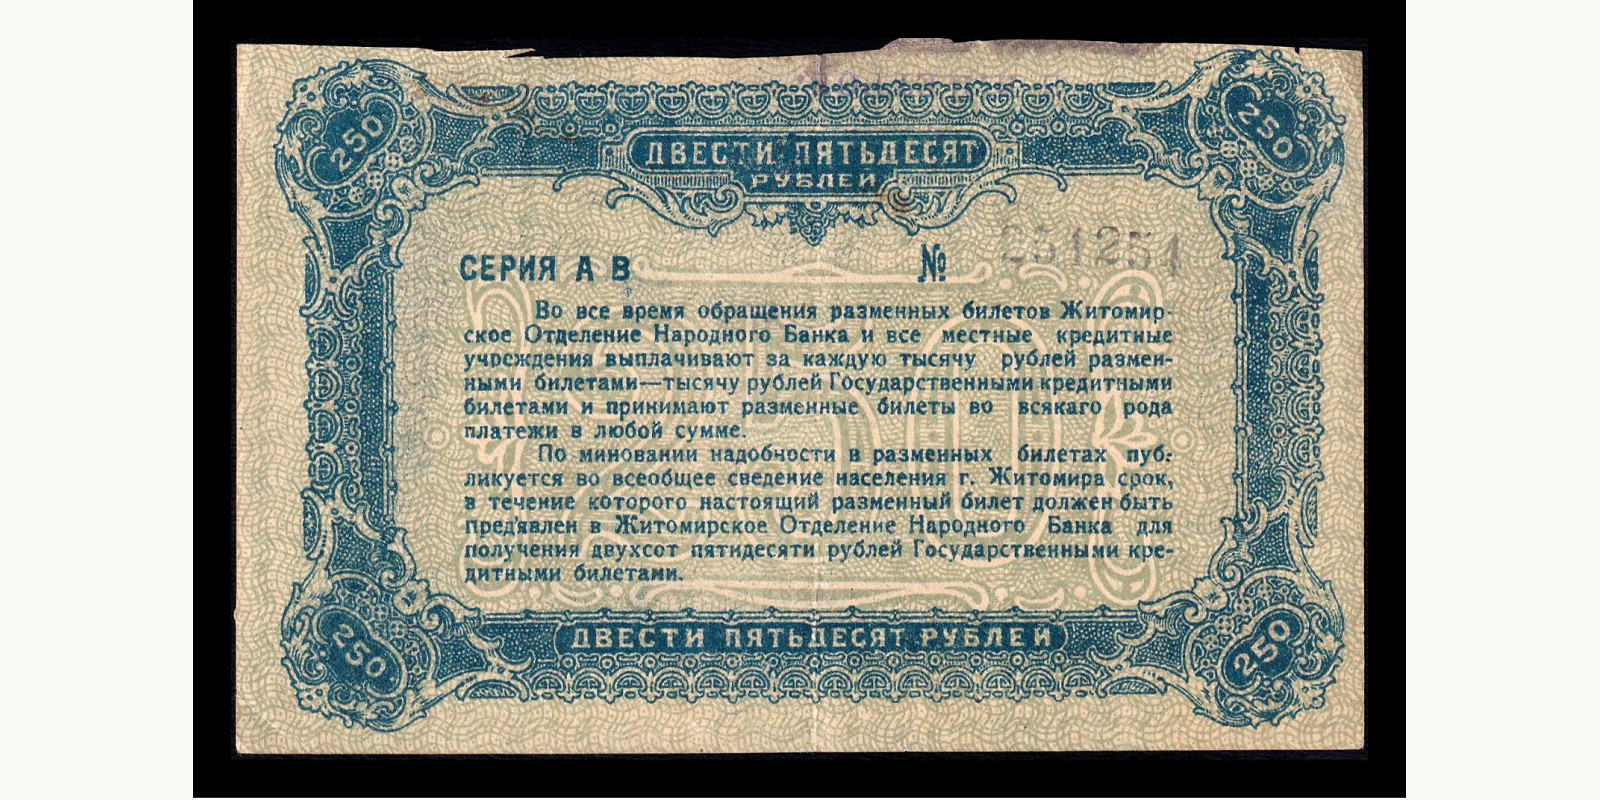 250
250
ДВЕСТИ ПЯТЬДЕСЯТ
РУБЛЕЙ
СЕРИЯ А В
№ 251251
Во все время обращения разменных билетов Житомир-
ское Отделение Народного Банка и все местные кредитные
учреждения выплачивают за каждую тысячу рублей размен-
ными билетами—тысячу рублей Государственными кредитными
билетами и принимают разменные билеты во всякаго рода
платежи в любой сумме.
По миновании надобности в разменных билетах пуб-
ликуется во всеобщее сведение населения г. Житомира срок,
в течение которого настоящий разменный билет должен быть
пред'явлен в Житомирское Отделение Народного Банка для
получения двухсот пятидесяти рублей Государственными кре-
дитными билетами.
250
ДВЕСТИ ПЯТЬДЕСЯТ РУБЛЕЙ
250